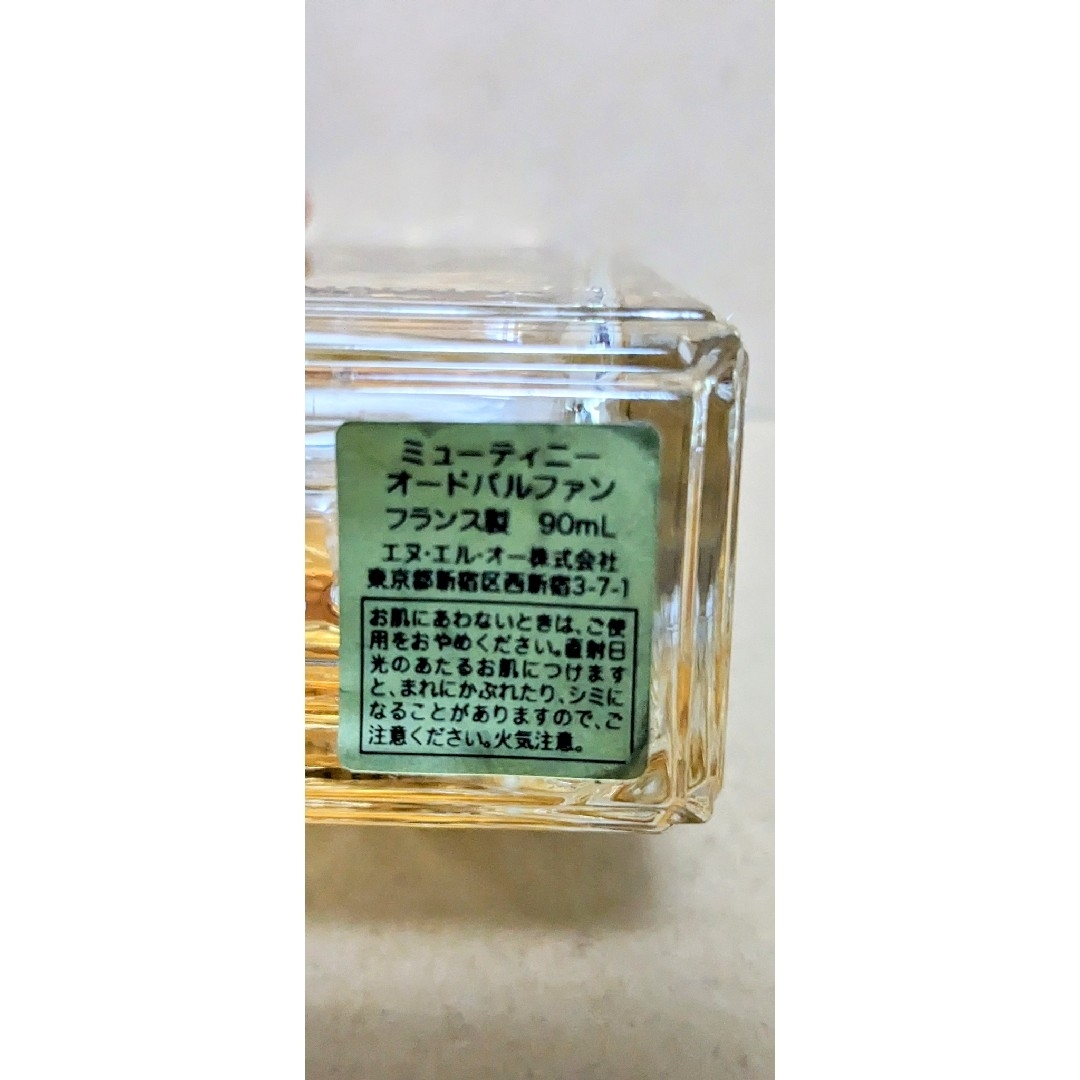 ミューティニー
オードパルファン
フランス製 90mL
エヌ・エル・オー株式会社
東京都新宿区西新宿3-7-1
お肌にあわないときは、ご使
用をおやめください。直射日
光のあたるお肌につけます
と、まれにかぶれたり、シミに
なることがありますので、ご
注意ください。火気注意。